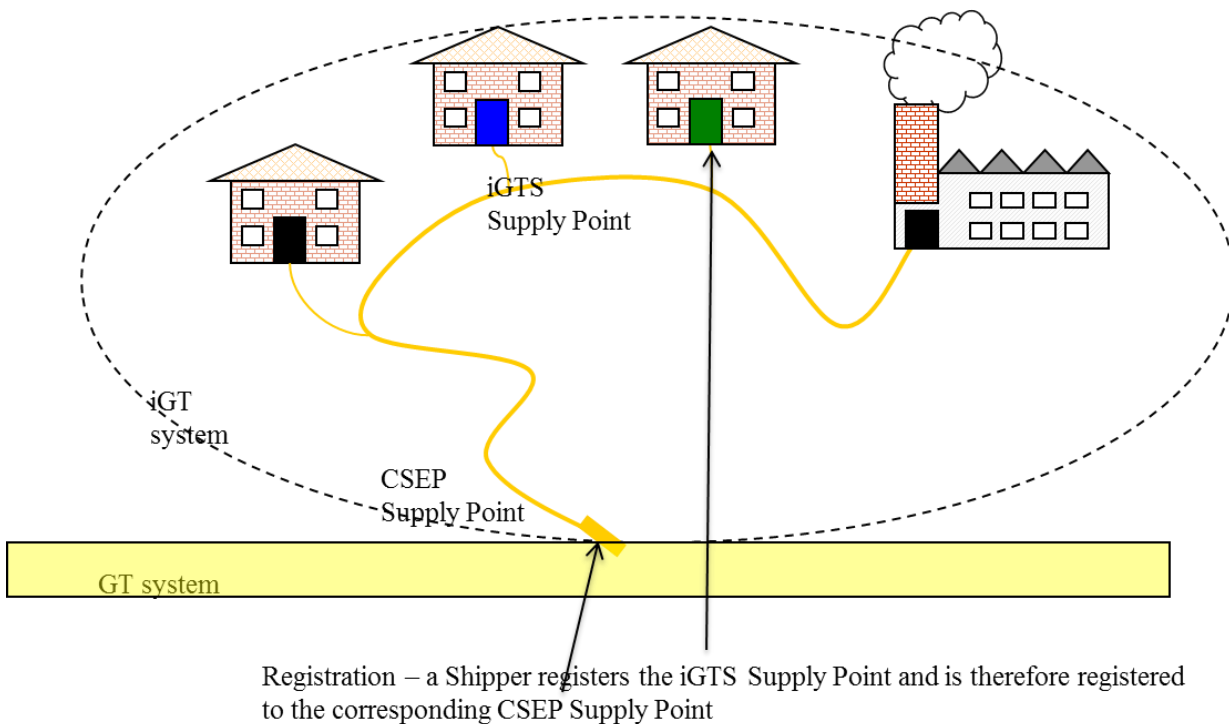 iGTS
Supply Point
iGT
system
CSEP
Supply Point
GT system
Registration – a Shipper registers the iGTS Supply Point and is therefore registered
to the corresponding CSEP Supply Point